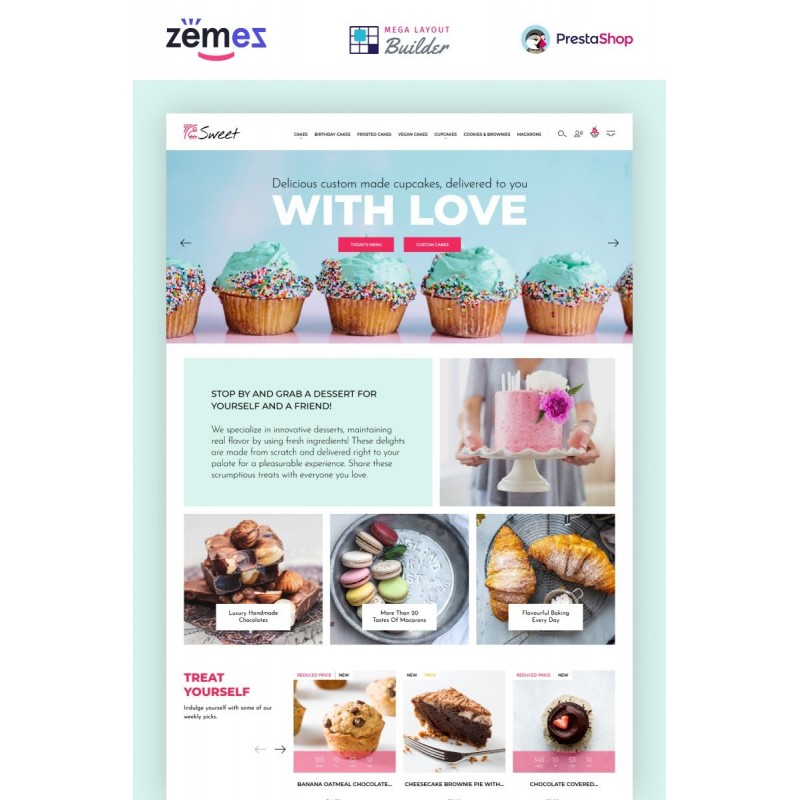 zemes
MEGA LAYOUT
Builder
PrestaShop
Sweet
CAKES BIRTHDAY CAKES FROSTED CAKES VEGAN CAKES CUPCAKES COOKIES & BROWNIES MACARONS
Delicious custom made cupcakes, delivered to you
WITH LOVE
TODAY'S MENU CUSTOM CAKES
STOP BY AND GRAB A DESSERT FOR
YOURSELF AND A FRIEND!
We specialize in innovative desserts, maintaining
real flavor by using fresh ingredients! These delights
are made from scratch and delivered right to your
palate for a pleasurable experience. Share these
scrumptious treats with everyone you love.
Luxury Handmade
Chocolates
More Than 20
Tastes Of Macarons
Flavourful Baking
Every Day
TREAT
YOURSELF
Indulge yourself with some of our
weekly picks.
REDUCED PRICE NEW
NEW
REDUCED PRICE NEW
BANANA OATMEAL CHOCOLATE...
CHEESECAKE BROWNIE PIE WITH...
CHOCOLATE COVERED...